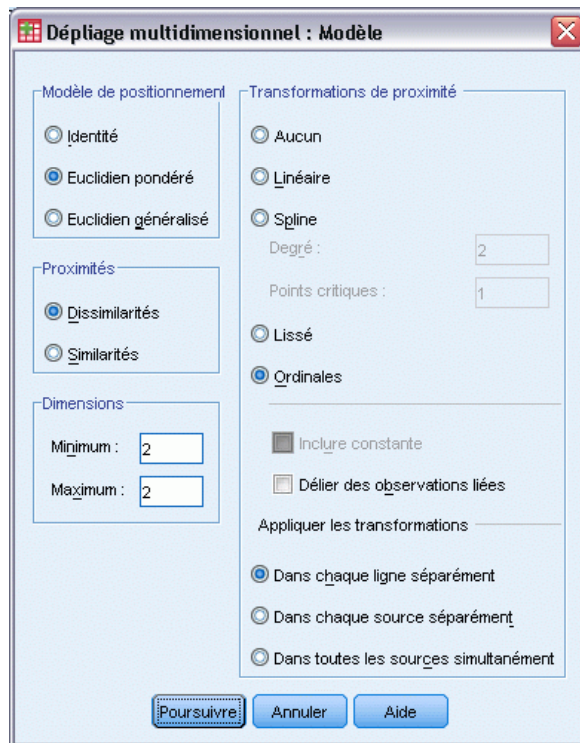 Dépliage multidimensionnel : Modèle
Modèle de positionnement
Identité
Euclidien pondéré
Euclidien généralisé
Proximités
Dissimilarités
Similarités
Dimensions
Minimum : 2
Maximum : 2
Transformations de proximité
Aucun
Linéaire
Spline
Degré : 2
Points critiques : 1
Lissé
Ordinales
Inclure constante
Délier des observations liées
Appliquer les transformations
Dans chaque ligne séparément
Dans chaque source séparément
Dans toutes les sources simultanément
Poursuivre
Annuler
Aide